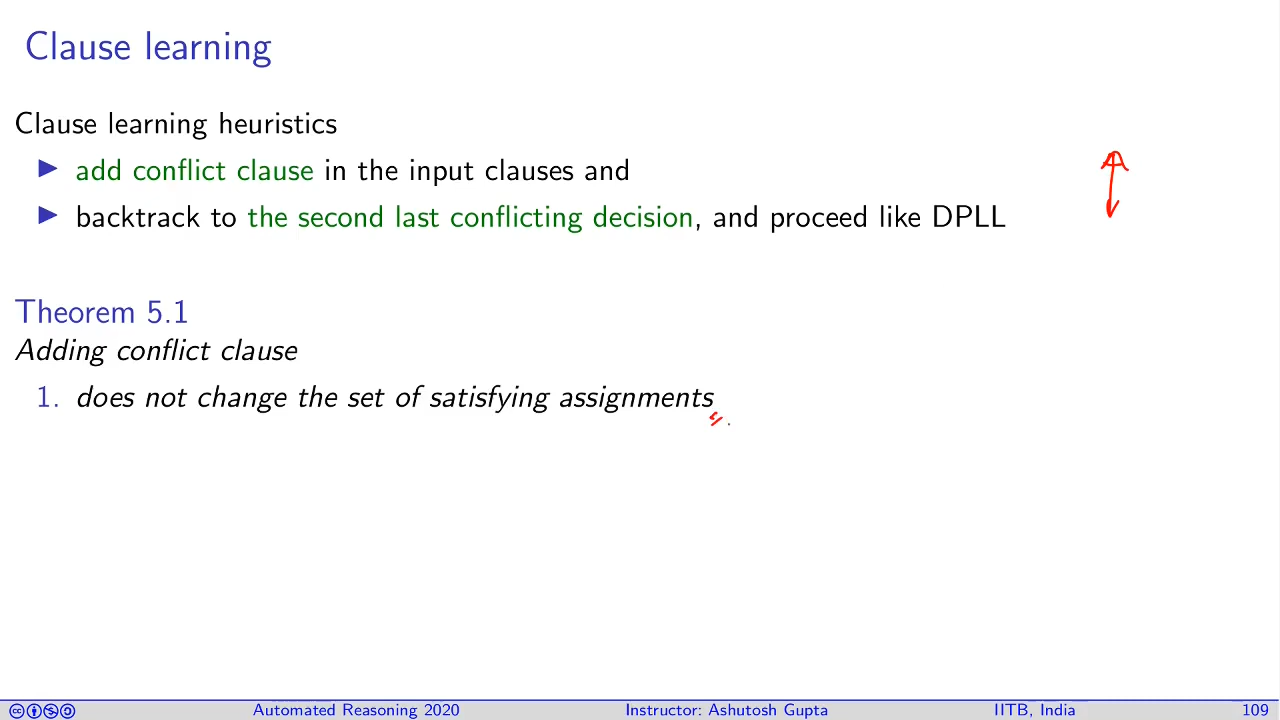 Clause learning
Clause learning heuristics
▶ add conflict clause in the input clauses and
▶ backtrack to the second last conflicting decision, and proceed like DPLL
Theorem 5.1
Adding conflict clause
1. does not change the set of satisfying assignments
Automated Reasoning 2020 Instructor: Ashutosh Gupta IITB, India 109